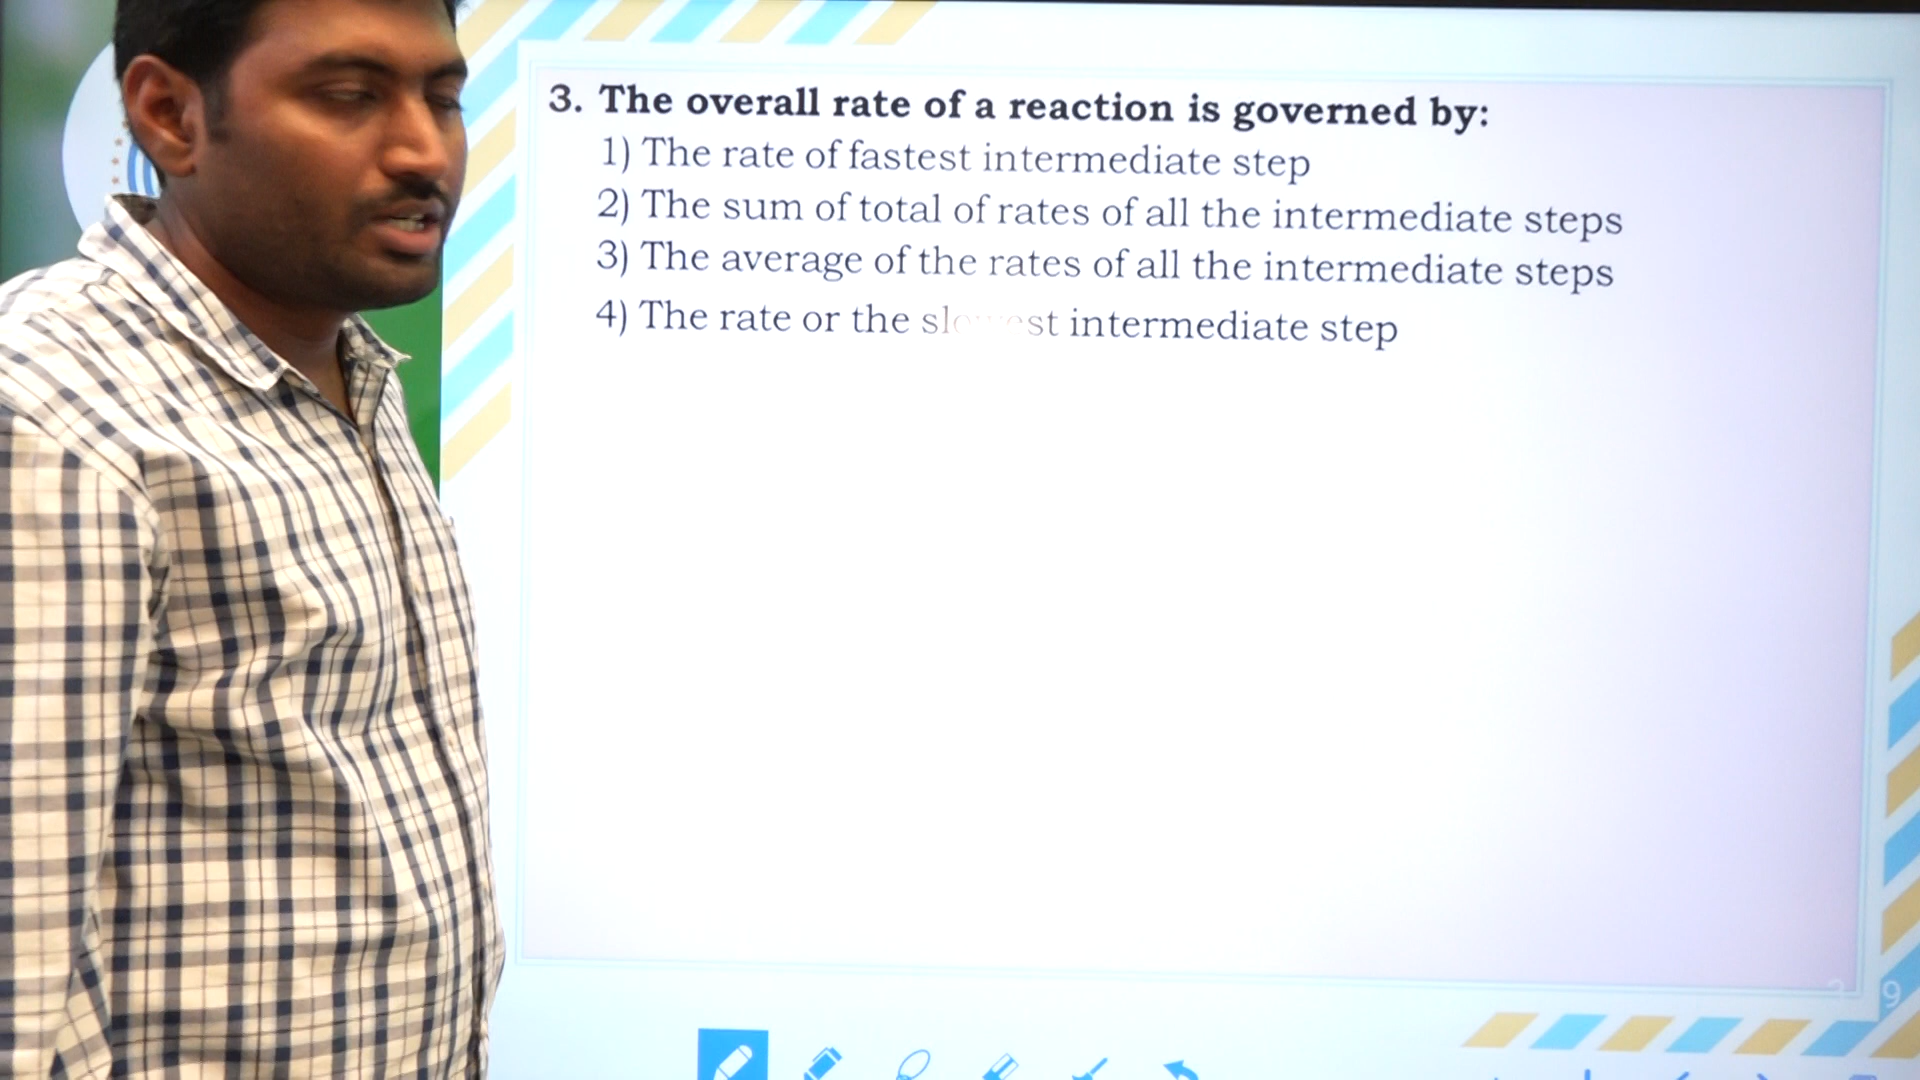 3. The overall rate of a reaction is governed by:
1) The rate of fastest intermediate step
2) The sum of total of rates of all the intermediate steps
3) The average of the rates of all the intermediate steps
4) The rate or the slowest intermediate step
9